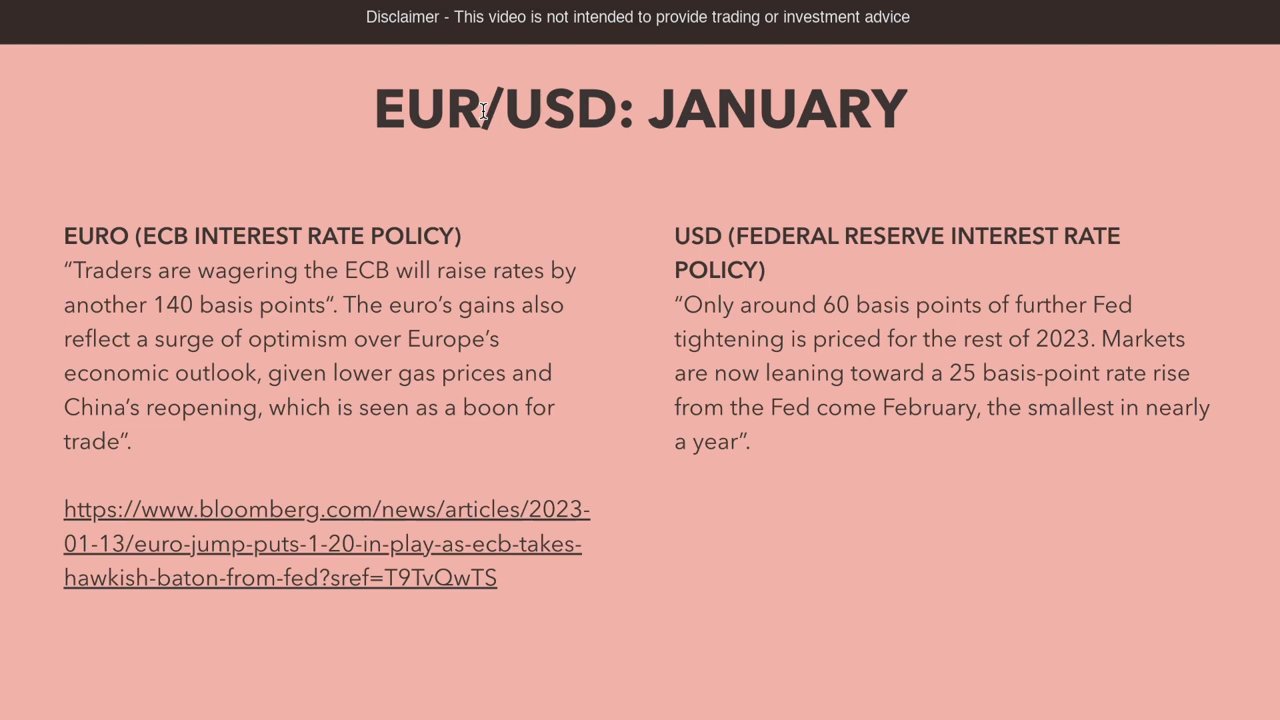 Disclaimer - This video is not intended to provide trading or investment advice
EUR/USD: JANUARY
EURO (ECB INTEREST RATE POLICY)
“Traders are wagering the ECB will raise rates by
another 140 basis points“. The euro’s gains also
reflect a surge of optimism over Europe’s
economic outlook, given lower gas prices and
China’s reopening, which is seen as a boon for
trade”.
https://www.bloomberg.com/news/articles/2023-
01-13/euro-jump-puts-1-20-in-play-as-ecb-takes-
hawkish-baton-from-fed?sref=T9TvQwTS
USD (FEDERAL RESERVE INTEREST RATE
POLICY)
“Only around 60 basis points of further Fed
tightening is priced for the rest of 2023. Markets
are now leaning toward a 25 basis-point rate rise
from the Fed come February, the smallest in nearly
a year”.